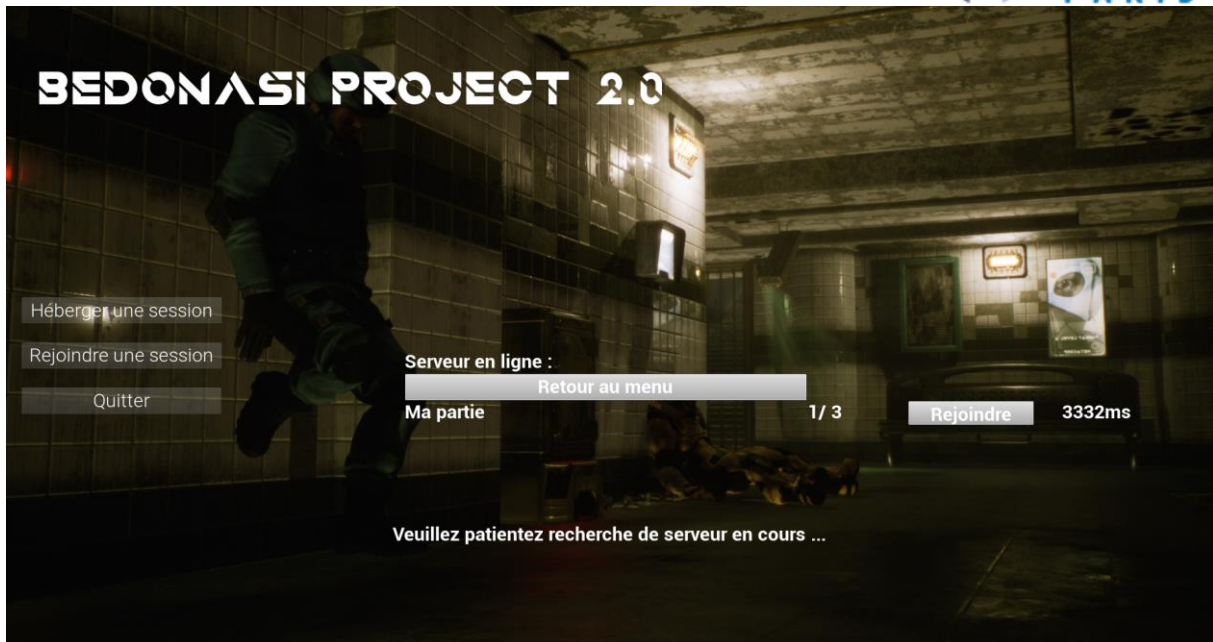 BEDONASI PROJECT 2.0
Héberger une session
Rejoindre une session
Quitter
Serveur en ligne :
Retour au menu
Ma partie 1/ 3 Rejoindre 3332ms
Veuillez patientez recherche de serveur en cours ...